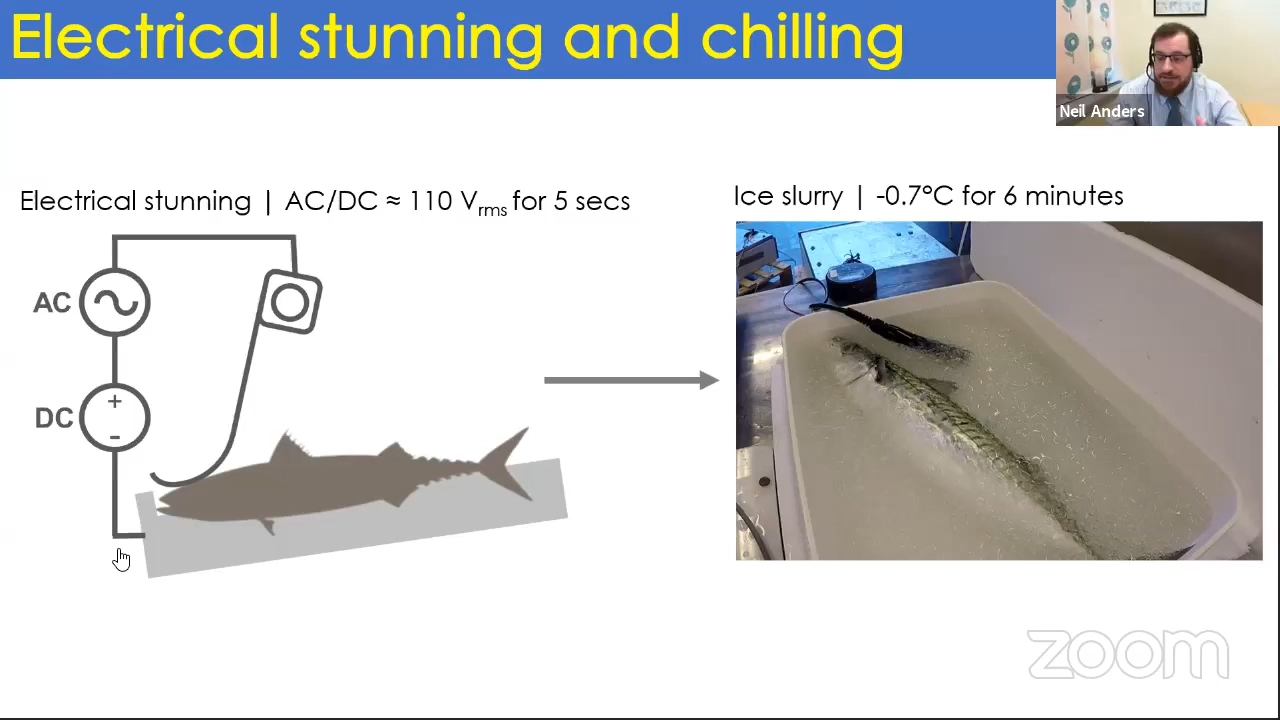 Electrical stunning and chilling
Neil Anders
Electrical stunning | AC/DC ≈ 110 Vrms for 5 secs
Ice slurry | -0.7°C for 6 minutes
AC
DC
+
-
zoom